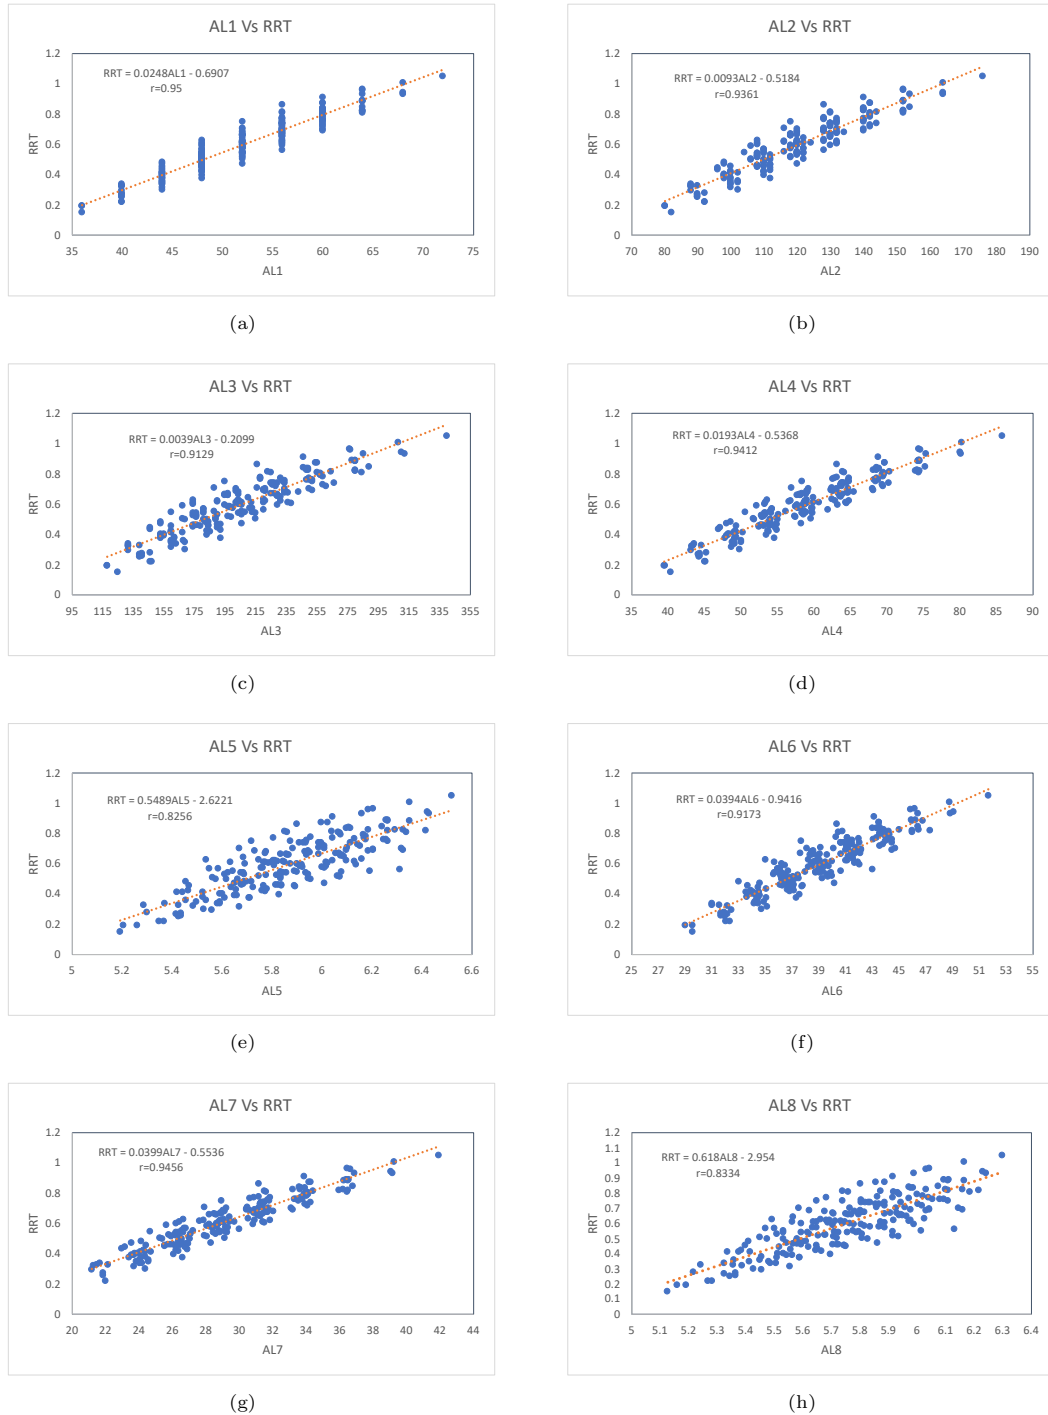 AL1 Vs RRT
RRT = 0.0248AL1 - 0.6907
r=0.95
1.2
1
0.8
0.6
0.4
0.2
0
RRT
35 40 45 50 55 60 65 70 75
AL1
(a)
AL2 Vs RRT
RRT = 0.0093AL2 - 0.5184
r=0.9361
1.2
1
0.8
0.6
0.4
0.2
0
RRT
70 80 90 100 110 120 130 140 150 160 170 180 190
AL2
(b)
AL3 Vs RRT
RRT = 0.0039AL3 - 0.2099
r=0.9129
1.2
1
0.8
0.6
0.4
0.2
0
RRT
95 115 135 155 175 195 215 235 255 275 295 315 335 355
AL3
(c)
AL4 Vs RRT
RRT = 0.0193AL4 - 0.5368
r=0.9412
1.2
1
0.8
0.6
0.4
0.2
0
RRT
35 40 45 50 55 60 65 70 75 80 85 90
AL4
(d)
AL5 Vs RRT
RRT = 0.5489AL5 - 2.6221
r=0.8256
1.2
1
0.8
0.6
0.4
0.2
0
RRT
5 5.2 5.4 5.6 5.8 6 6.2 6.4 6.6
AL5
(e)
AL6 Vs RRT
RRT = 0.0394AL6 - 0.9416
r=0.9173
1.2
1
0.8
0.6
0.4
0.2
0
RRT
25 27 29 31 33 35 37 39 41 43 45 47 49 51 53 55
AL6
(f)
AL7 Vs RRT
RRT = 0.0399AL7 - 0.5536
r=0.9456
1.2
1
0.8
0.6
0.4
0.2
0
RRT
20 22 24 26 28 30 32 34 36 38 40 42 44
AL7
(g)
AL8 Vs RRT
RRT = 0.618AL8 - 2.954
r=0.8334
1.2
1.1
1
0.9
0.8
0.7
0.6
0.5
0.4
0.3
0.2
0.1
0
RRT
5 5.1 5.2 5.3 5.4 5.5 5.6 5.7 5.8 5.9 6 6.1 6.2 6.3 6.4
AL8
(h)